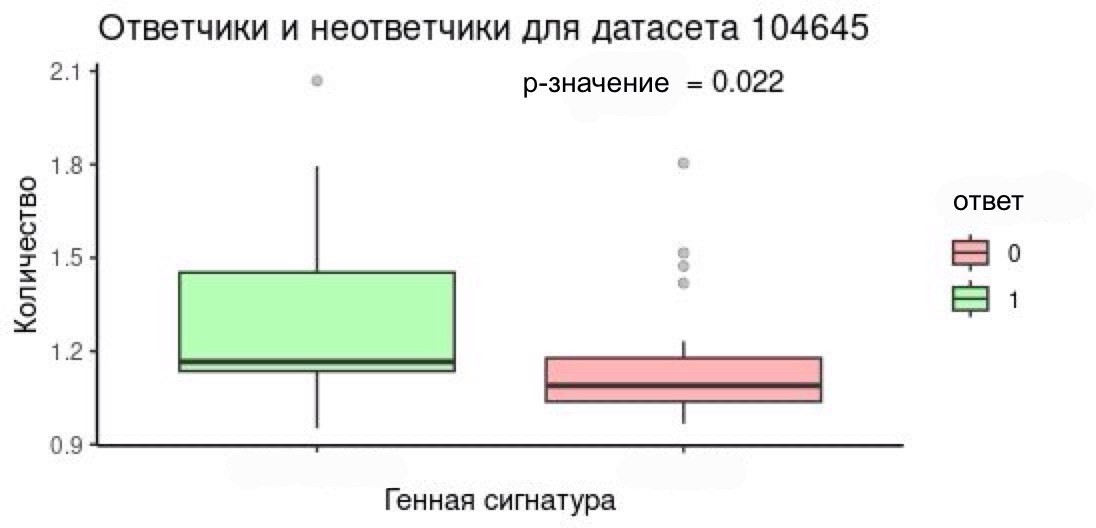 Ответчики и неответчики для датасета 104645
p-значение = 0.022
2.1
1.8
1.5
1.2
0.9
Количество
Генная сигнатура
ответ
0
1